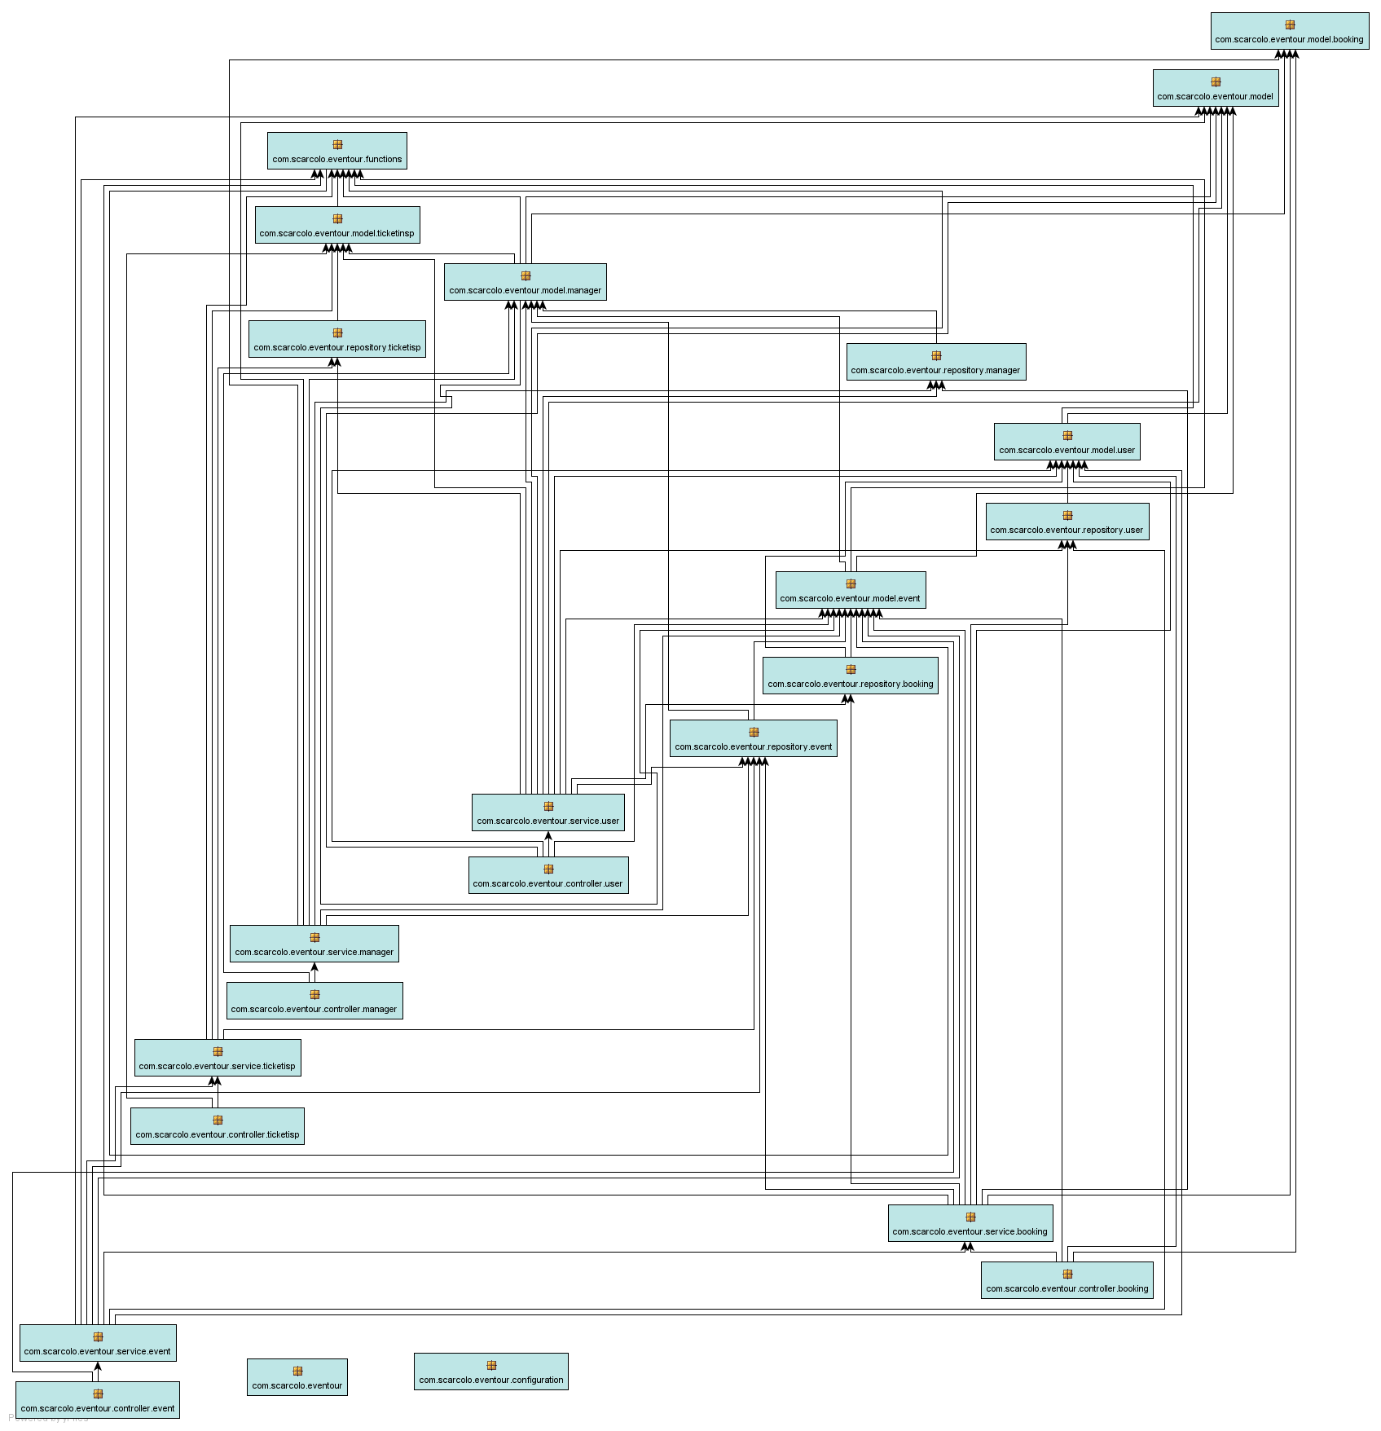 com.scarcolo.eventour.model.booking
com.scarcolo.eventour.model
com.scarcolo.eventour.functions
com.scarcolo.eventour.model.ticketinsp
com.scarcolo.eventour.model.manager
com.scarcolo.eventour.repository.ticketisp
com.scarcolo.eventour.repository.manager
com.scarcolo.eventour.model.user
com.scarcolo.eventour.repository.user
com.scarcolo.eventour.model.event
com.scarcolo.eventour.repository.booking
com.scarcolo.eventour.repository.event
com.scarcolo.eventour.service.user
com.scarcolo.eventour.controller.user
com.scarcolo.eventour.service.manager
com.scarcolo.eventour.controller.manager
com.scarcolo.eventour.service.ticketisp
com.scarcolo.eventour.controller.ticketisp
com.scarcolo.eventour.service.booking
com.scarcolo.eventour.controller.booking
com.scarcolo.eventour.service.event
com.scarcolo.eventour
com.scarcolo.eventour.configuration
com.scarcolo.eventour.controller.event